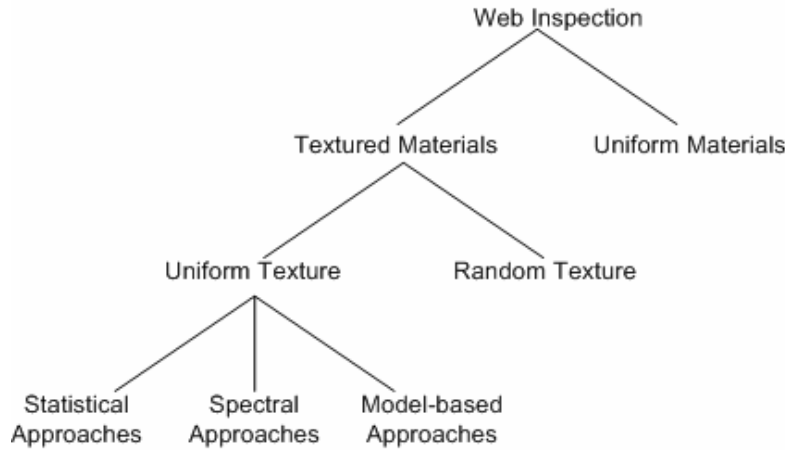 Web Inspection
Textured Materials
Uniform Materials
Uniform Texture
Random Texture
Statistical
Approaches
Spectral
Approaches
Model-based
Approaches